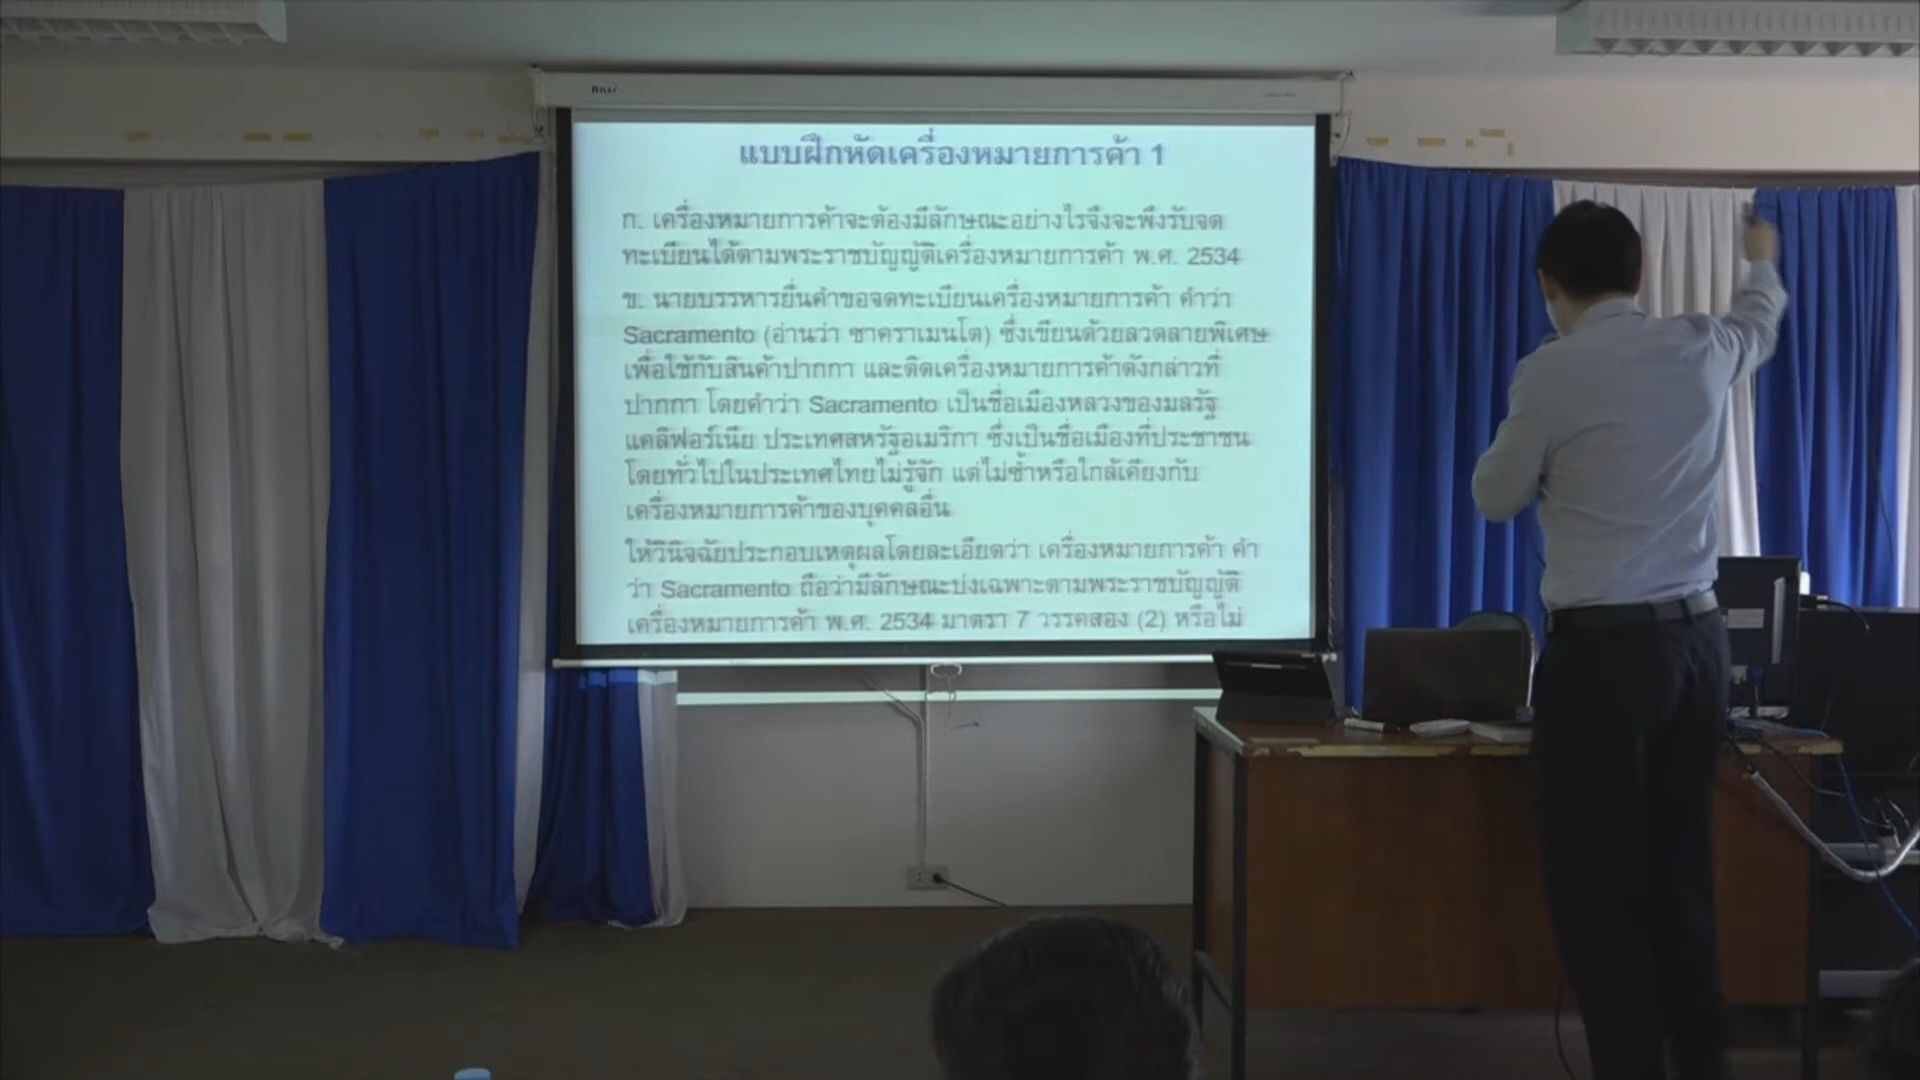 แบบฝึกหัดเครื่องหมายการค้า 1
ก. เครื่องหมายการค้าจะต้องมีลักษณะอย่างไรจึงจะพึงรับจด
ทะเบียนได้ตามพระราชบัญญัติเครื่องหมายการค้า พ.ศ. 2534
ข. นายบรรหารยื่นคำขอจดทะเบียนเครื่องหมายการค้า คำว่า
Sacramento (อ่านว่า ซาคราเมนโต) ซึ่งเขียนด้วยลวดลายพิเศษ
เพื่อใช้กับสินค้าปากกา และติดเครื่องหมายการค้าดังกล่าวที่
ปากกา โดยคำว่า Sacramento เป็นชื่อเมืองหลวงของมลรัฐ
แคลิฟอร์เนีย ประเทศสหรัฐอเมริกา ซึ่งเป็นชื่อเมืองที่ประชาชน
โดยทั่วไปในประเทศไทยไม่รู้จัก แต่ไม่ซ้ำหรือใกล้เคียงกับ
เครื่องหมายการค้าของบุคคลอื่น
ให้วินิจฉัยประกอบเหตุผลโดยละเอียดว่า เครื่องหมายการค้า คำ
ว่า Sacramento ถือว่ามีลักษณะบ่งเฉพาะตามพระราชบัญญัติ
เครื่องหมายการค้า พ.ศ. 2534 มาตรา 7 วรรคสอง (2) หรือไม่